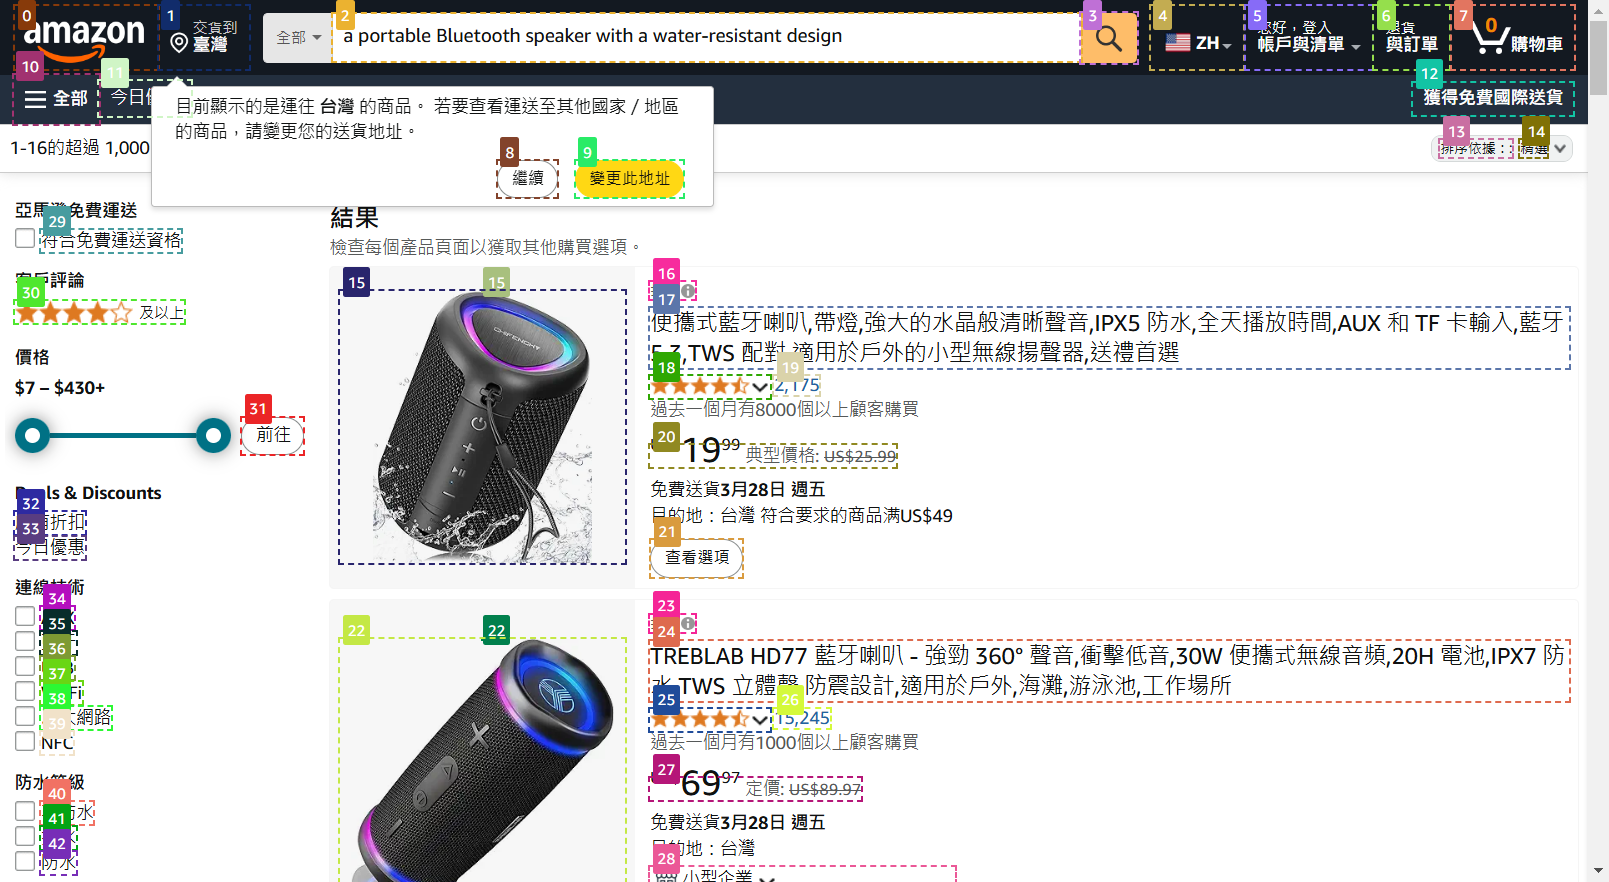 amazon
交貨到
臺灣
全部
a portable Bluetooth speaker with a water-resistant design
ZH
您好，登入
帳戶與清單
退貨
與訂單
0
購物車
全部
今日
獲得免費國際送貨
目前顯示的是運往 台灣 的商品。 若要查看運送至其他國家 / 地區
的商品，請變更您的送貨地址。
繼續
變更此地址
1-16的超過 1,000
排序依據：:
精選
亞馬遜免費運送
符合免費運送資格
客戶評論
及以上
價格
$7 – $430+
前往
Deals & Discounts
折扣
今日優惠
連線技術
網路
NFC
防水等級
防水
防水
結果
檢查每個產品頁面以獲取其他購買選項。
CHIFENCHY
便攜式藍牙喇叭,帶燈,強大的水晶般清晰聲音,IPX5 防水,全天播放時間,AUX 和 TF 卡輸入,藍牙
5.3,TWS 配對,適用於戶外的小型無線揚聲器,送禮首選
2,175
過去一個月有8000個以上顧客購買
19 99 典型價格: US$25.99
免費送貨3月28日 週五
目的地：台灣 符合要求的商品满US$49
查看選項
TREBLAB HD77 藍牙喇叭 - 強勁 360° 聲音,衝擊低音,30W 便攜式無線音頻,20H 電池,IPX7 防
水,TWS 立體聲,防震設計,適用於戶外,海灘,游泳池,工作場所
15,245
過去一個月有1000個以上顧客購買
69 97 定價: US$89.97
免費送貨3月28日 週五
目的地：台灣
小型企業
0
1
2
3
4
5
6
7
8
9
10
11
12
13
14
15
15
16
17
18
19
20
21
22
22
23
24
25
26
27
28
29
30
31
32
33
34
35
36
37
38
39
40
41
42